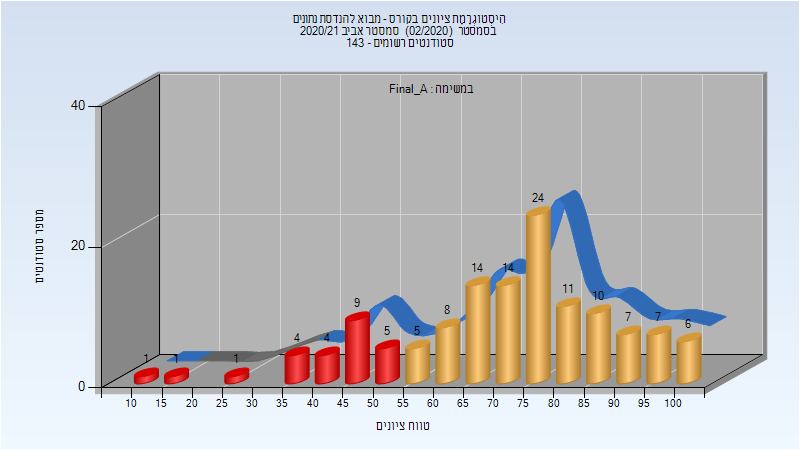 היסטוגרמת ציונים בקורס - מבוא להנדסת נתונים
בסמסטר (02/2020) סמסטר אביב 2020/21
סטודנטים רשומים - 143
במשימה : Final_A
מספר סטודנטים
40
20
0
1 1 1 4 4 9 5 5 8 14 14 24 11 10 7 7 6
10 15 20 25 30 35 40 45 50 55 60 65 70 75 80 85 90 95 100
טווח ציונים